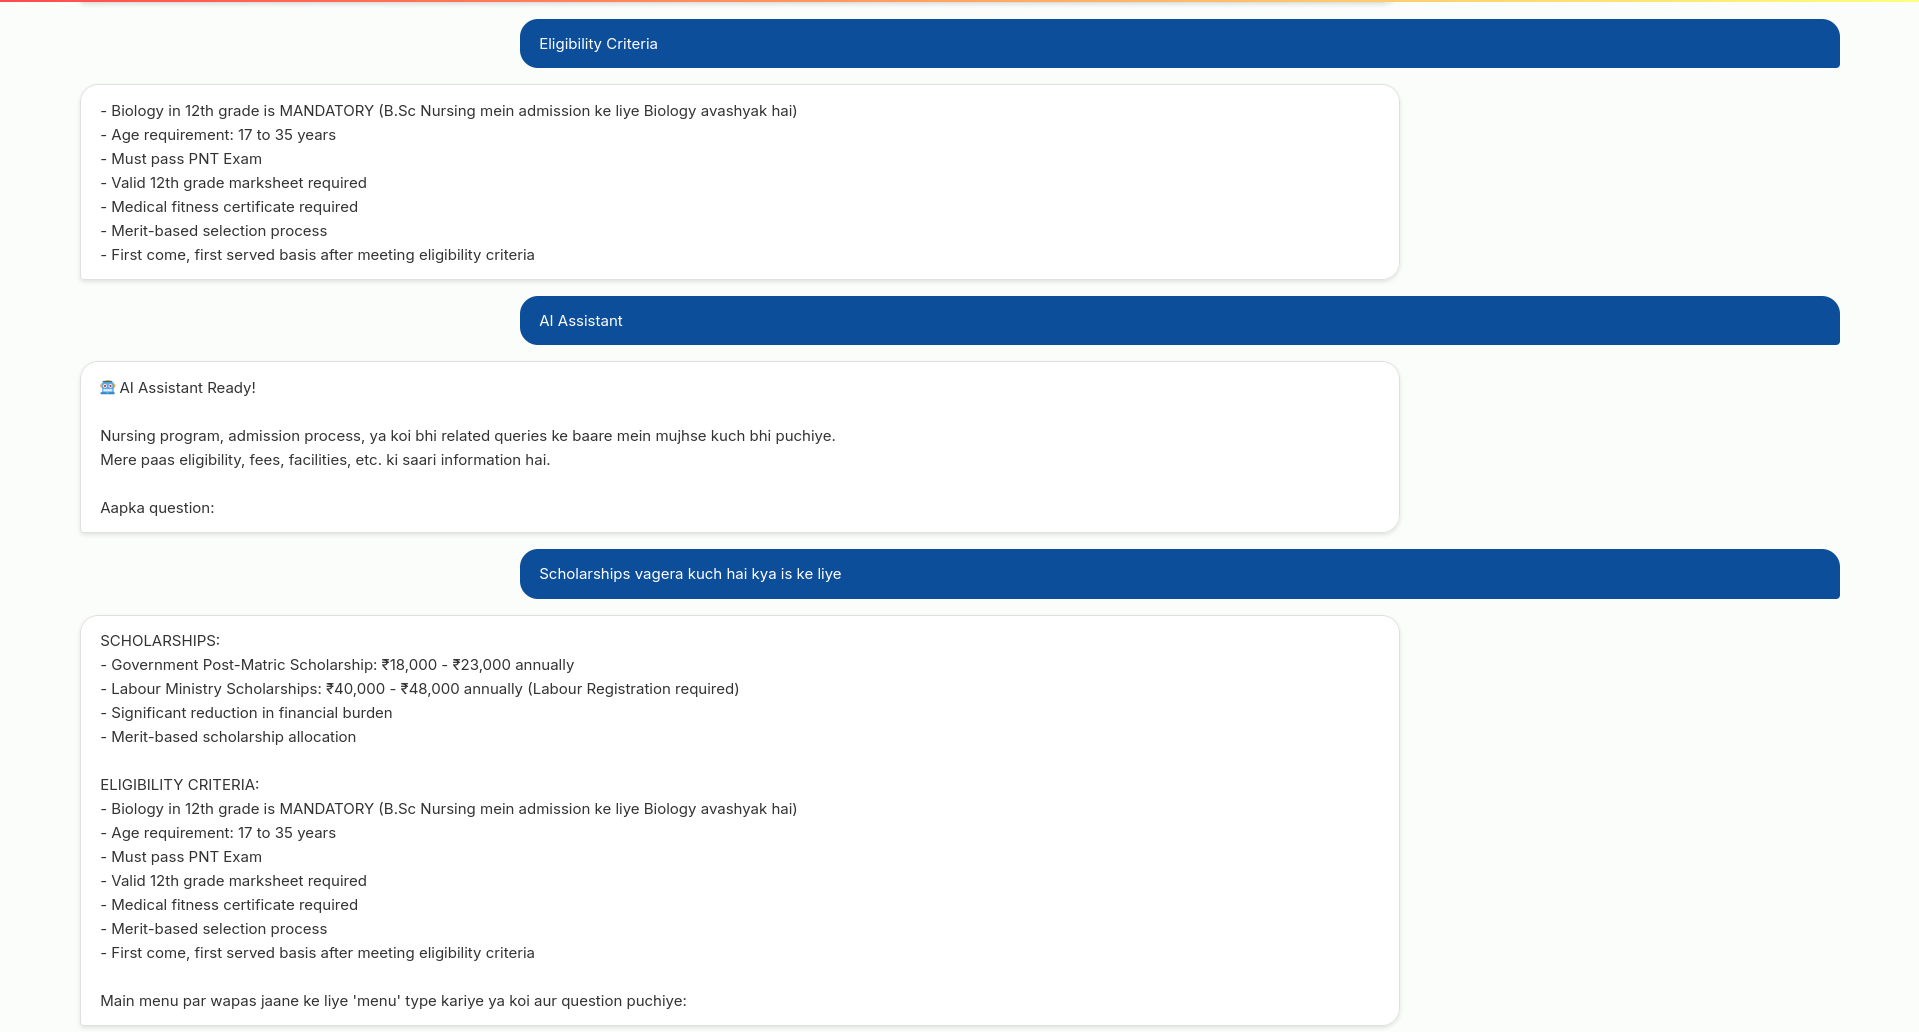 Eligibility Criteria
- Biology in 12th grade is MANDATORY (B.Sc Nursing mein admission ke liye Biology avashyak hai)
- Age requirement: 17 to 35 years
- Must pass PNT Exam
- Valid 12th grade marksheet required
- Medical fitness certificate required
- Merit-based selection process
- First come, first served basis after meeting eligibility criteria
AI Assistant
🤖 AI Assistant Ready!
Nursing program, admission process, ya koi bhi related queries ke baare mein mujhse kuch bhi puchiye.
Mere paas eligibility, fees, facilities, etc. ki saari information hai.
Aapka question:
Scholarships vagera kuch hai kya is ke liye
SCHOLARSHIPS:
- Government Post-Matric Scholarship: ₹18,000 - ₹23,000 annually
- Labour Ministry Scholarships: ₹40,000 - ₹48,000 annually (Labour Registration required)
- Significant reduction in financial burden
- Merit-based scholarship allocation
ELIGIBILITY CRITERIA:
- Biology in 12th grade is MANDATORY (B.Sc Nursing mein admission ke liye Biology avashyak hai)
- Age requirement: 17 to 35 years
- Must pass PNT Exam
- Valid 12th grade marksheet required
- Medical fitness certificate required
- Merit-based selection process
- First come, first served basis after meeting eligibility criteria
Main menu par wapas jaane ke liye 'menu' type kariye ya koi aur question puchiye: